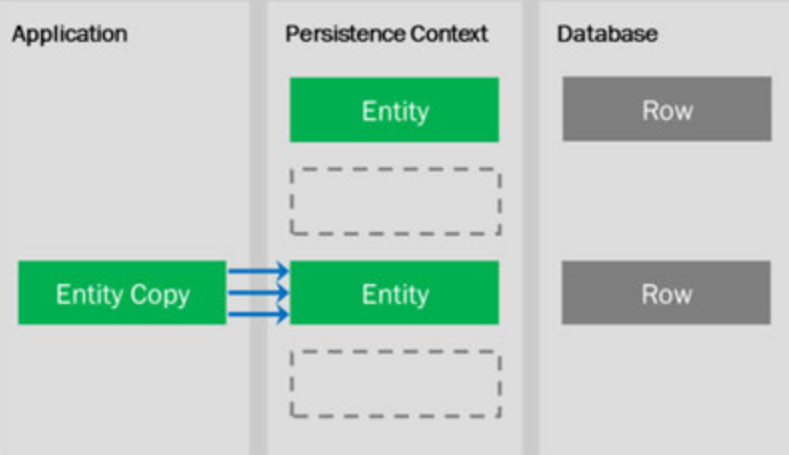 Application
Persistence Context
Database
Entity
Row
Entity Copy
Entity
Row